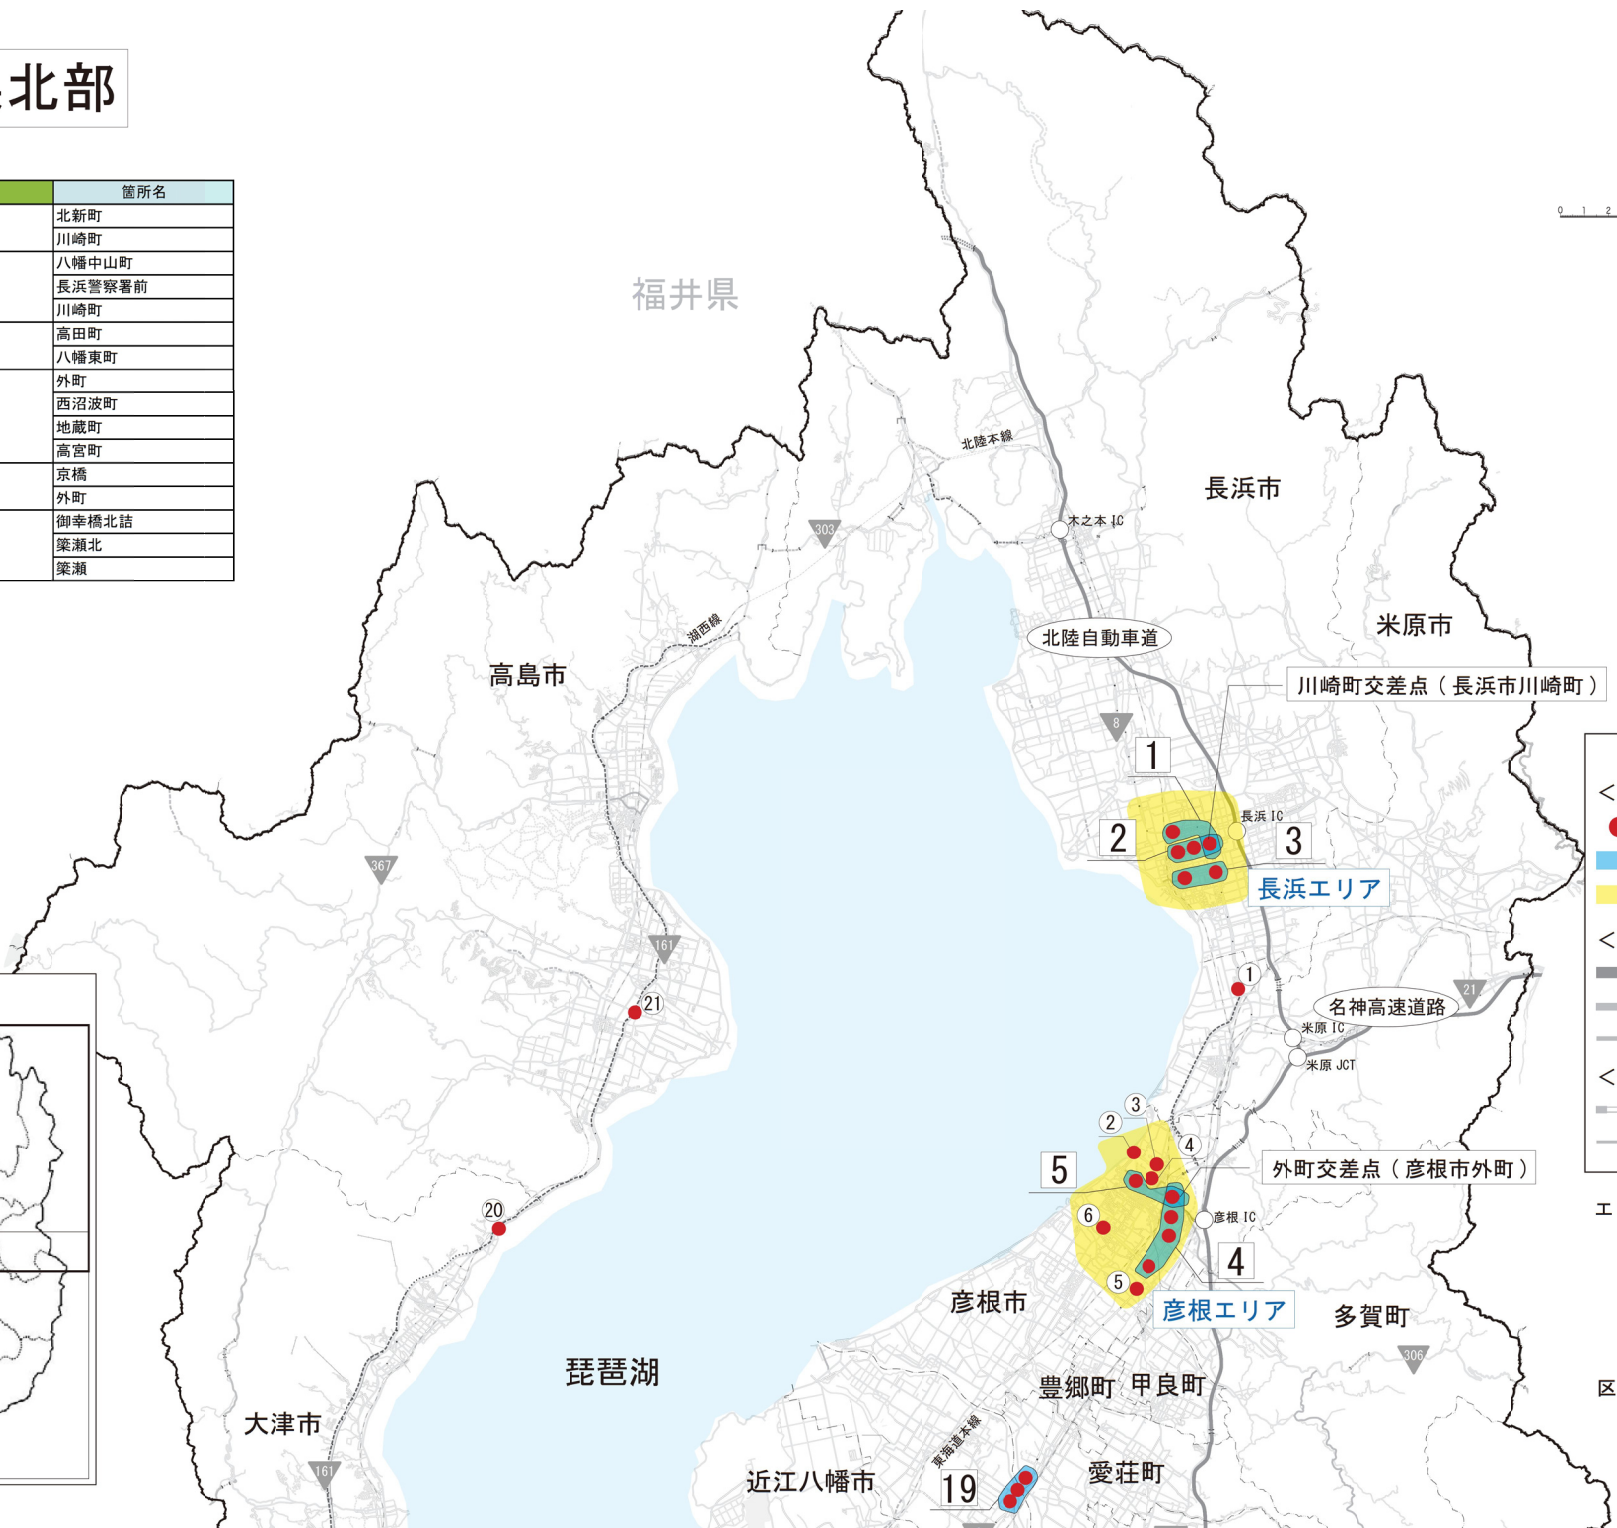 北部
箇所名
北新町
川崎町
八幡中山町
長浜警察署前
川崎町
高田町
八幡東町
外町
西沼波町
地蔵町
高宮町
京橋
外町
御幸橋北詰
簗瀬北
簗瀬
0 1 2
福井県
北陸本線
長浜市
木之本 IC
303
湖西線
米原市
北陸自動車道
高島市
川崎町交差点（長浜市川崎町）
8
1
<
長浜 IC
2
3
367
長浜エリア
<
161
1
21
21
名神高速道路
米原 IC
米原 JCT
<
3
2
4
5
外町交差点（彦根市外町）
エ
20
6
彦根 IC
4
5
彦根市
彦根エリア
多賀町
306
琵琶湖
豊郷町
甲良町
区
大津市
東海道本線
161
近江八幡市
19
愛荘町